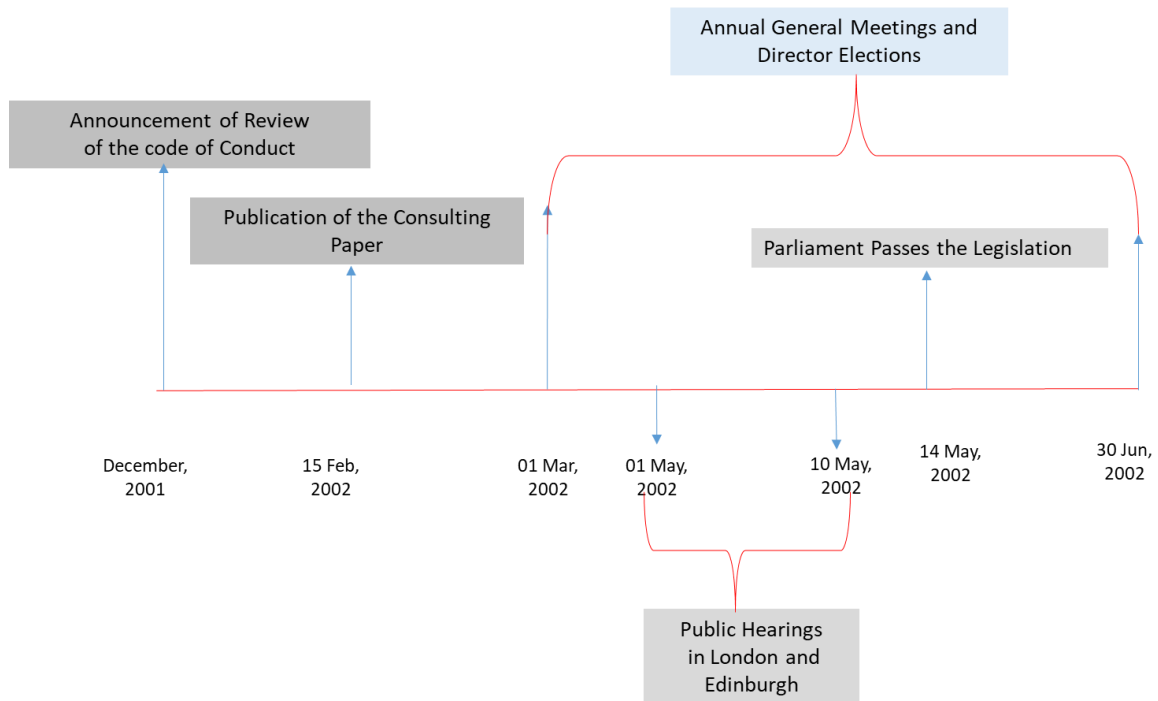 Annual General Meetings and
Director Elections
Announcement of Review
of the code of Conduct
Publication of the Consulting
Paper
Parliament Passes the Legislation
December,
2001
15 Feb,
2002
01 Mar,
2002
01 May,
2002
10 May,
2002
14 May,
2002
30 Jun,
2002
Public Hearings
in London and
Edinburgh